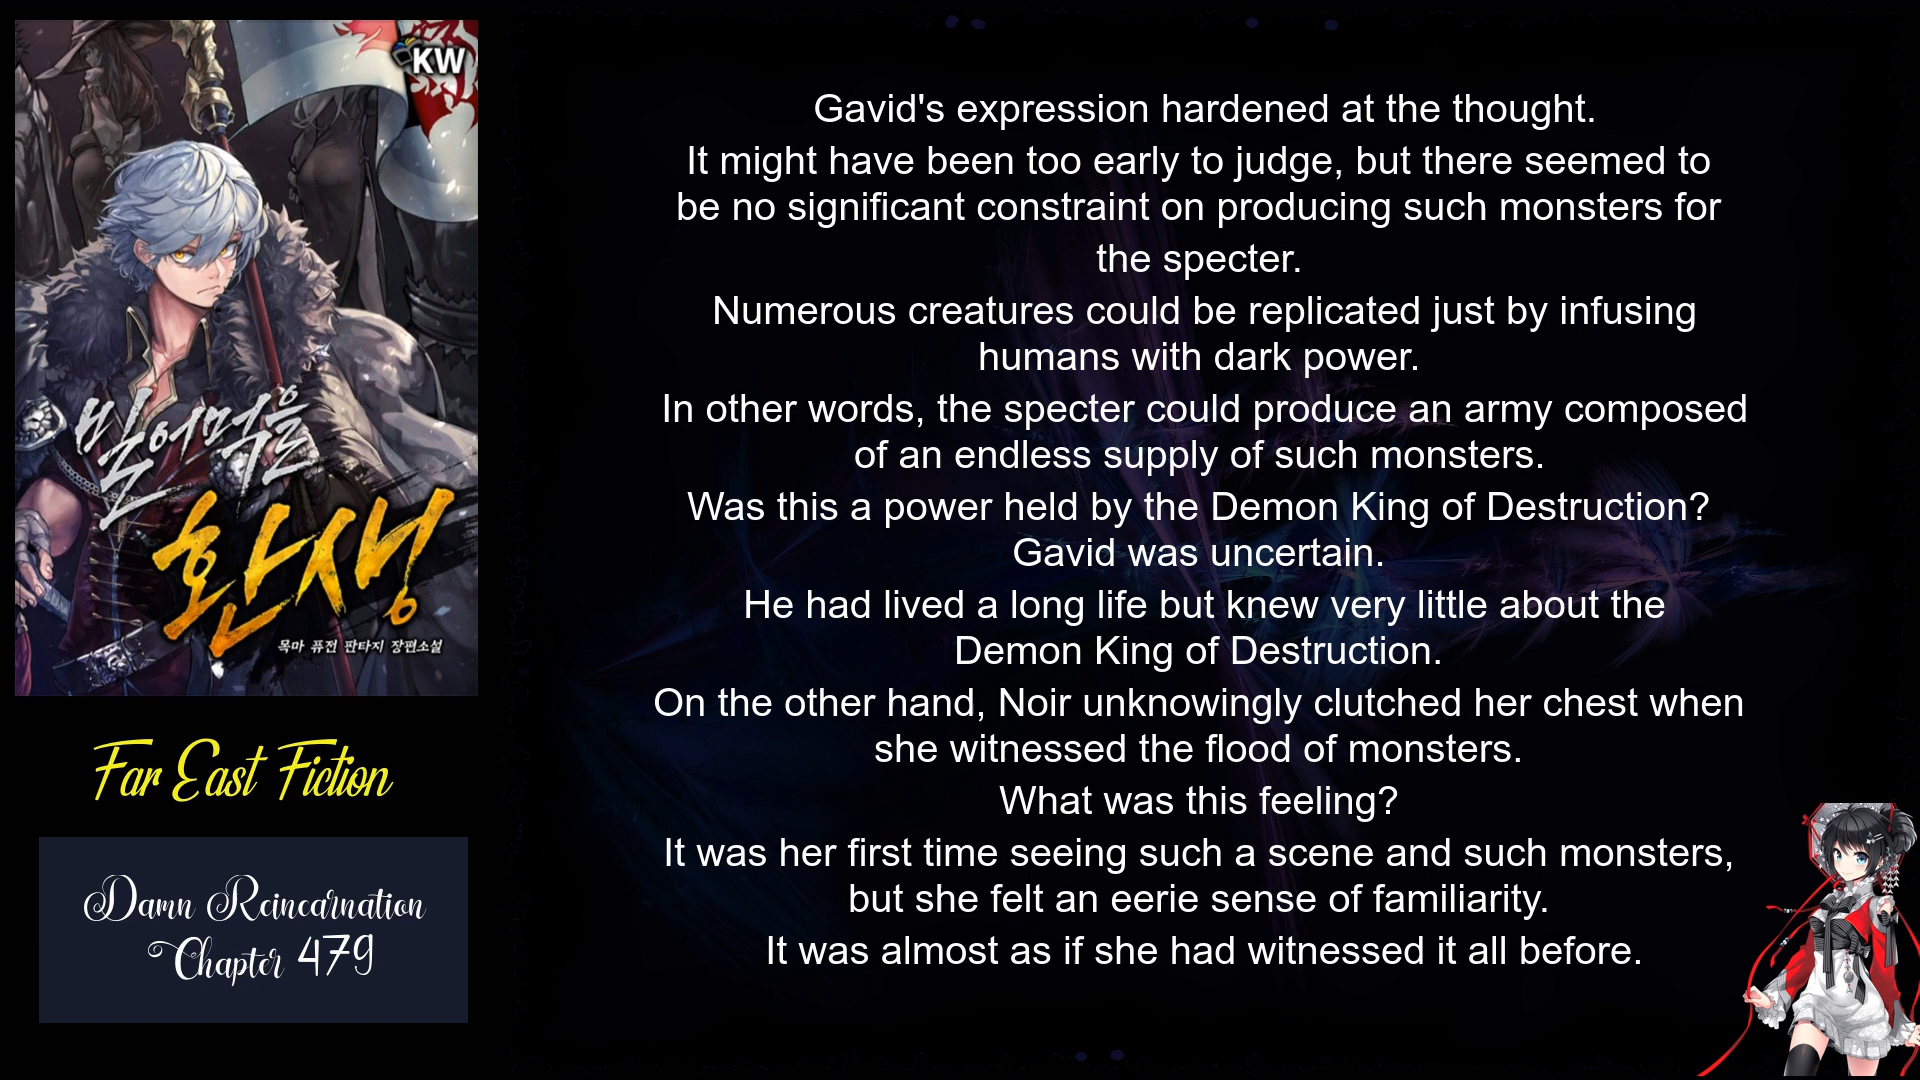 KW
빌어먹을
환생
목마 퓨전 판타지 장편소설
Far East Fiction
Damn Reincarnation
Chapter 479
Gavid's expression hardened at the thought.
It might have been too early to judge, but there seemed to
be no significant constraint on producing such monsters for
the specter.
Numerous creatures could be replicated just by infusing
humans with dark power.
In other words, the specter could produce an army composed
of an endless supply of such monsters.
Was this a power held by the Demon King of Destruction?
Gavid was uncertain.
He had lived a long life but knew very little about the
Demon King of Destruction.
On the other hand, Noir unknowingly clutched her chest when
she witnessed the flood of monsters.
What was this feeling?
It was her first time seeing such a scene and such monsters,
but she felt an eerie sense of familiarity.
It was almost as if she had witnessed it all before.